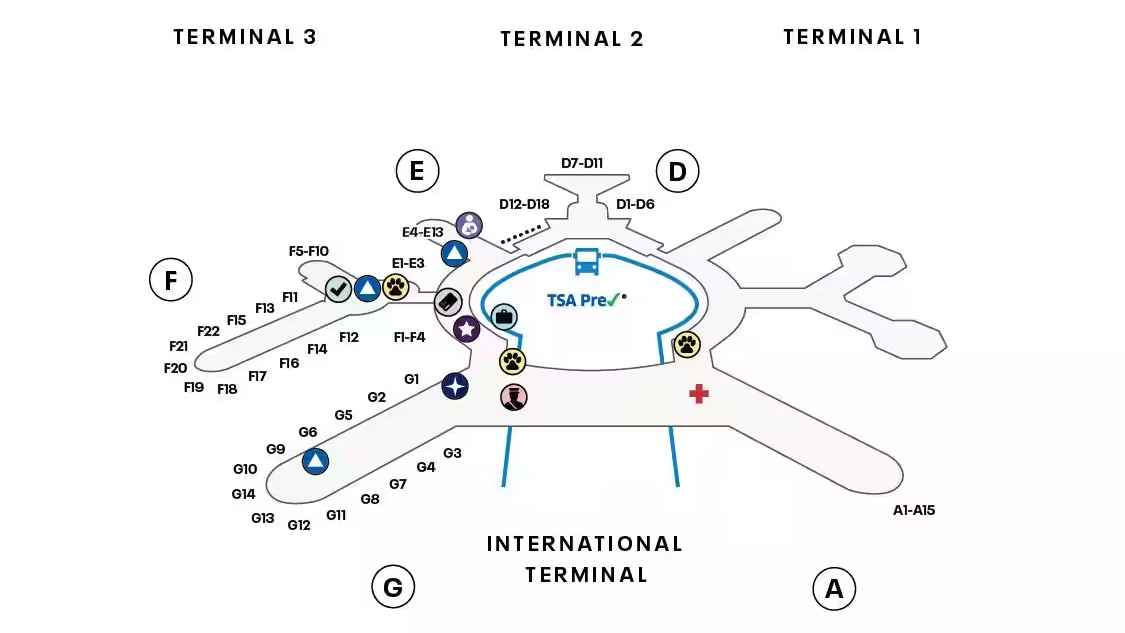 TERMINAL 3
TERMINAL 2
TERMINAL 1
E
D7-D11
D
D12-D18
D1-D6
E4-E13
F5-F10
E1-E3
F
TSA Pre✓®
F11
F13
F15
F22
F21
F20
F19
F18
F17
F16
F14
F12
F1-F4
G1
G2
G5
G6
G9
G10
G14
G13
G12
G11
G8
G7
G4
G3
A1-A15
INTERNATIONAL
TERMINAL
G
A